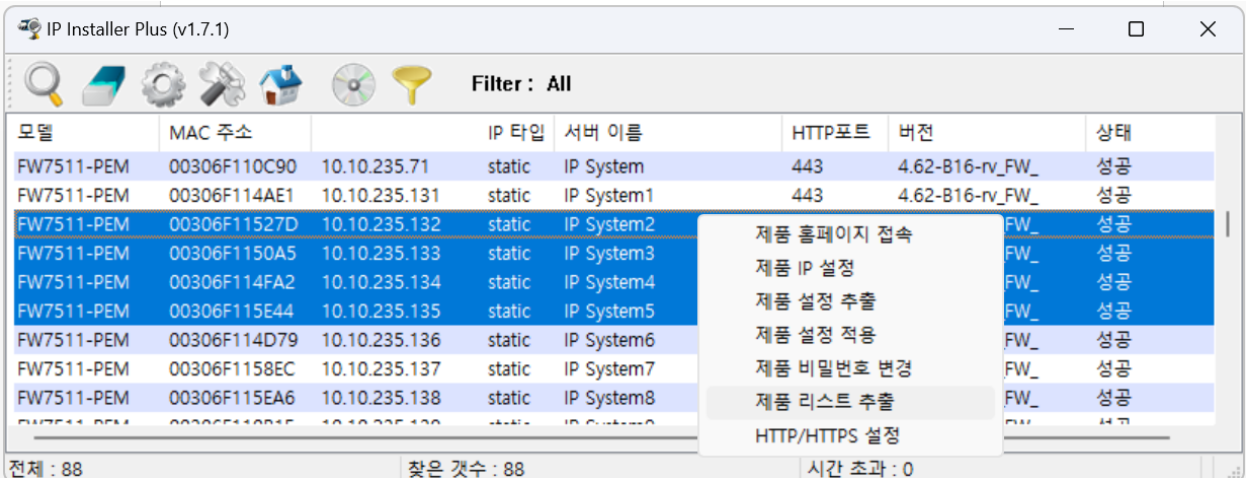 IP Installer Plus (v1.7.1)
Filter : All
모델 MAC 주소 IP 타입 서버 이름 HTTP포트 버전 상태
FW7511-PEM 00306F110C90 10.10.235.71 static IP System 443 4.62-B16-rv_FW_ 성공
FW7511-PEM 00306F114AE1 10.10.235.131 static IP System1 443 4.62-B16-rv_FW_ 성공
FW7511-PEM 00306F11527D 10.10.235.132 static IP System2 FW_ 성공
FW7511-PEM 00306F1150A5 10.10.235.133 static IP System3 FW_ 성공
FW7511-PEM 00306F114FA2 10.10.235.134 static IP System4 FW_ 성공
FW7511-PEM 00306F115E44 10.10.235.135 static IP System5 FW_ 성공
FW7511-PEM 00306F114D79 10.10.235.136 static IP System6 FW_ 성공
FW7511-PEM 00306F1158EC 10.10.235.137 static IP System7 FW_ 성공
FW7511-PEM 00306F115EA6 10.10.235.138 static IP System8 FW_ 성공
제품 홈페이지 접속
제품 IP 설정
제품 설정 추출
제품 설정 적용
제품 비밀번호 변경
제품 리스트 추출
HTTP/HTTPS 설정
전체 : 88 찾은 갯수 : 88 시간 초과 : 0